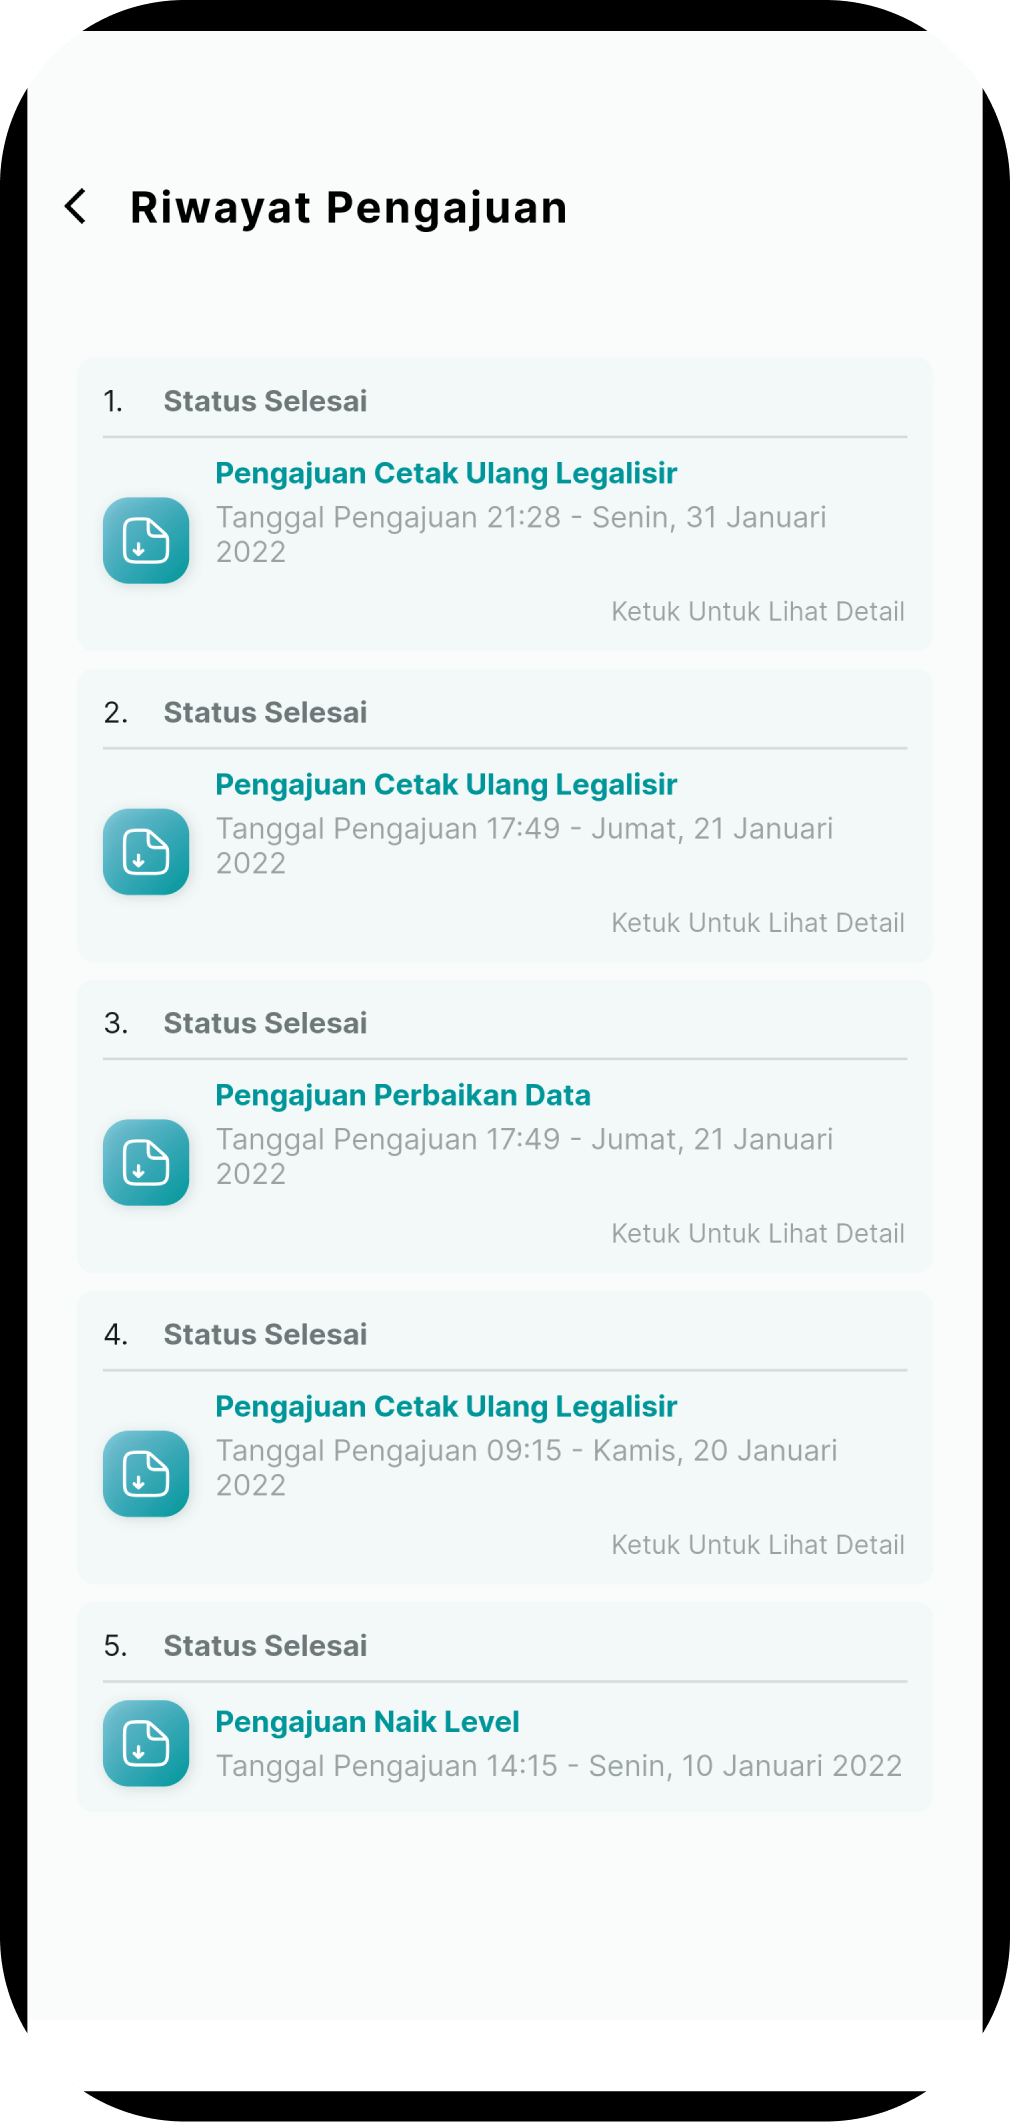 Riwayat Pengajuan
1. Status Selesai
Pengajuan Cetak Ulang Legalisir
Tanggal Pengajuan 21:28 - Senin, 31 Januari
2022
Ketuk Untuk Lihat Detail
2. Status Selesai
Pengajuan Cetak Ulang Legalisir
Tanggal Pengajuan 17:49 - Jumat, 21 Januari
2022
Ketuk Untuk Lihat Detail
3. Status Selesai
Pengajuan Perbaikan Data
Tanggal Pengajuan 17:49 - Jumat, 21 Januari
2022
Ketuk Untuk Lihat Detail
4. Status Selesai
Pengajuan Cetak Ulang Legalisir
Tanggal Pengajuan 09:15 - Kamis, 20 Januari
2022
Ketuk Untuk Lihat Detail
5. Status Selesai
Pengajuan Naik Level
Tanggal Pengajuan 14:15 - Senin, 10 Januari 2022